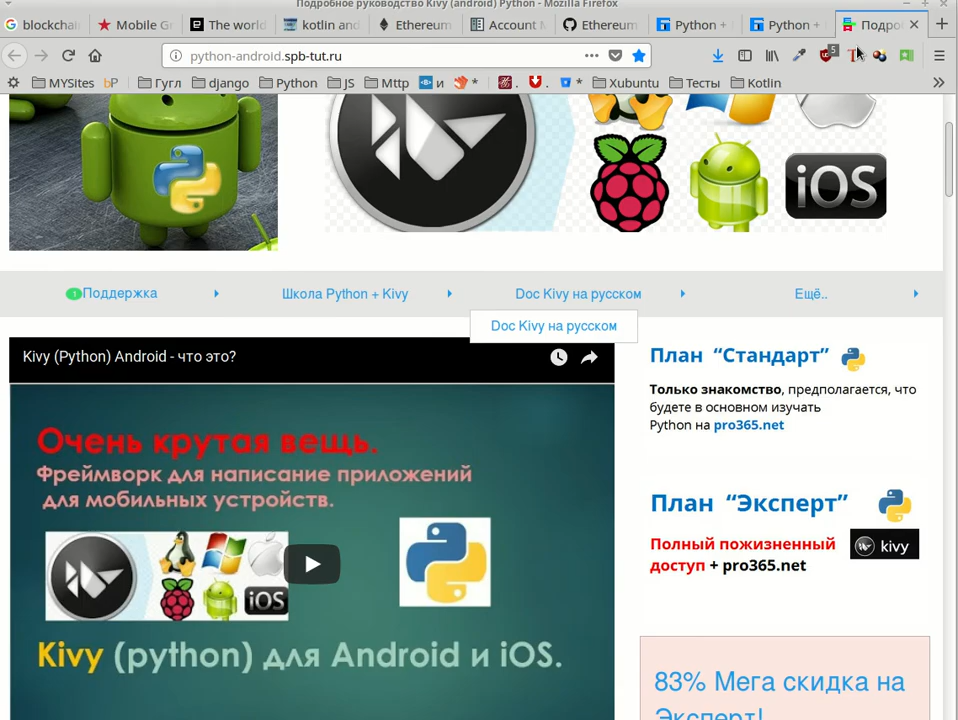 Подробное руководство Kivy (android) Python - Mozilla Firefox
blockchai
Mobile G
The world
kotlin and
Ethereum
Account M
Ethereum
Python +
Python +
Подро
python-android.spb-tut.ru
5
MYSites
bP
Гугл
django
Python
JS
Mttp
и
*
.
.
*
Xubuntu
Тесты
Kotlin
iOS
1 Поддержка
Школа Python + Kivy
Doc Kivy на русском
Ещё..
Doc Kivy на русском
Kivy (Python) Android - что это?
Очень крутая вещь.
Фреймворк для написание приложений
для мобильных устройств.
iOS
Kivy (python) для Android и iOS.
План “Стандарт”
Только знакомство, предполагается, что
будете в основном изучать
Python на pro365.net
План “Эксперт”
Полный пожизненный
доступ + pro365.net
kivy
83% Мега скидка на
Эксперт!